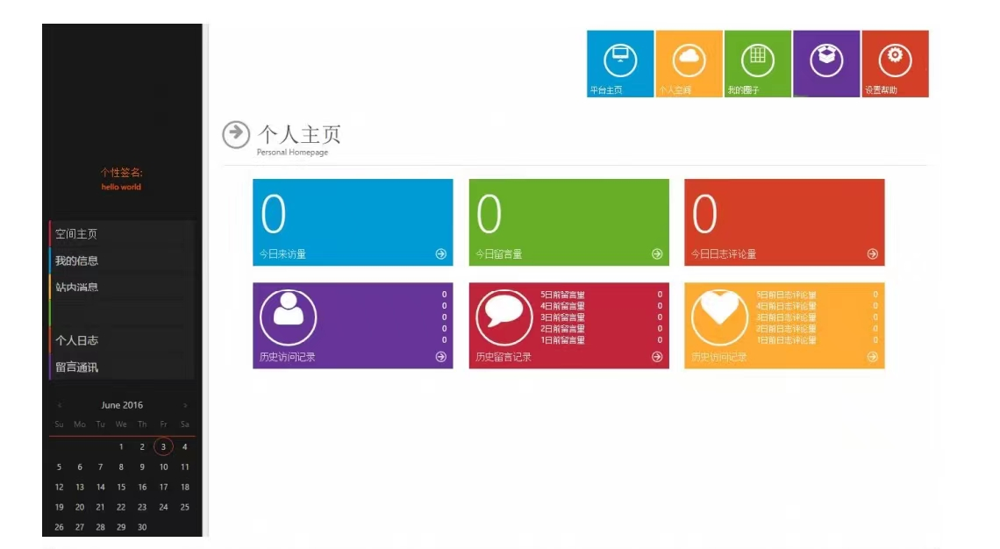 平台主页
个人空间
我的圈子
设置帮助
个人主页
Personal Homepage
个性签名:
hello world
空间主页
我的信息
站内消息
个人日志
留言通讯
< June 2016 >
Su Mo Tu We Th Fr Sa
1 2 3 4
5 6 7 8 9 10 11
12 13 14 15 16 17 18
19 20 21 22 23 24 25
26 27 28 29 30
0
今日来访量
0
今日留言量
0
今日日志评论量
0
0
0
0
0
历史访问记录
5日前留言量 0
4日前留言量 0
3日前留言量 0
2日前留言量 0
1日前留言量 0
历史留言记录
5日前日志评论量 0
4日前日志评论量 0
3日前日志评论量 0
2日前日志评论量 0
1日前日志评论量 0
历史访问记录